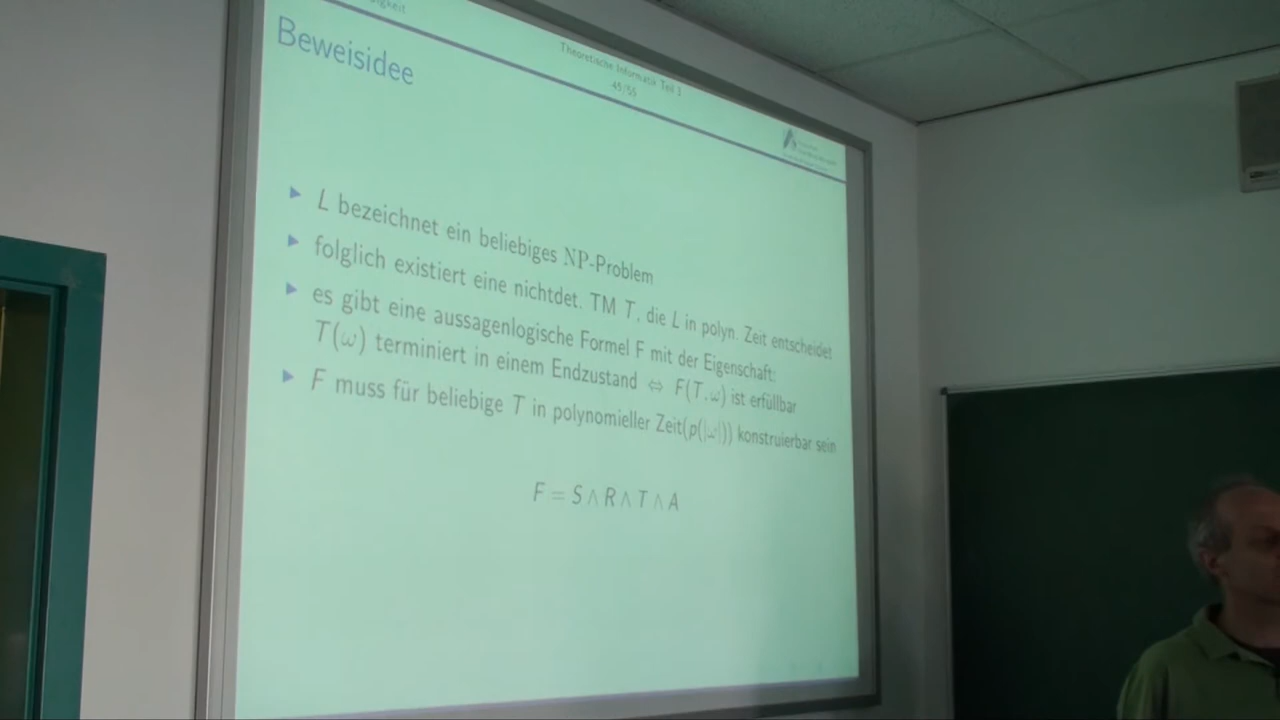 Theoretische Informatik Teil 1
45/55
Beweisidee
L bezeichnet ein beliebiges NP-Problem
folglich existiert eine nichtdet. TM T, die L in polyn. Zeit entscheidet
es gibt eine aussagenlogische Formel F mit der Eigenschaft:
T(ω) terminiert in einem Endzustand ⇔ F(T,ω) ist erfüllbar
F muss für beliebige T in polynomieller Zeit(p(|ω|)) konstruierbar sein
F = S ∧ R ∧ T ∧ A